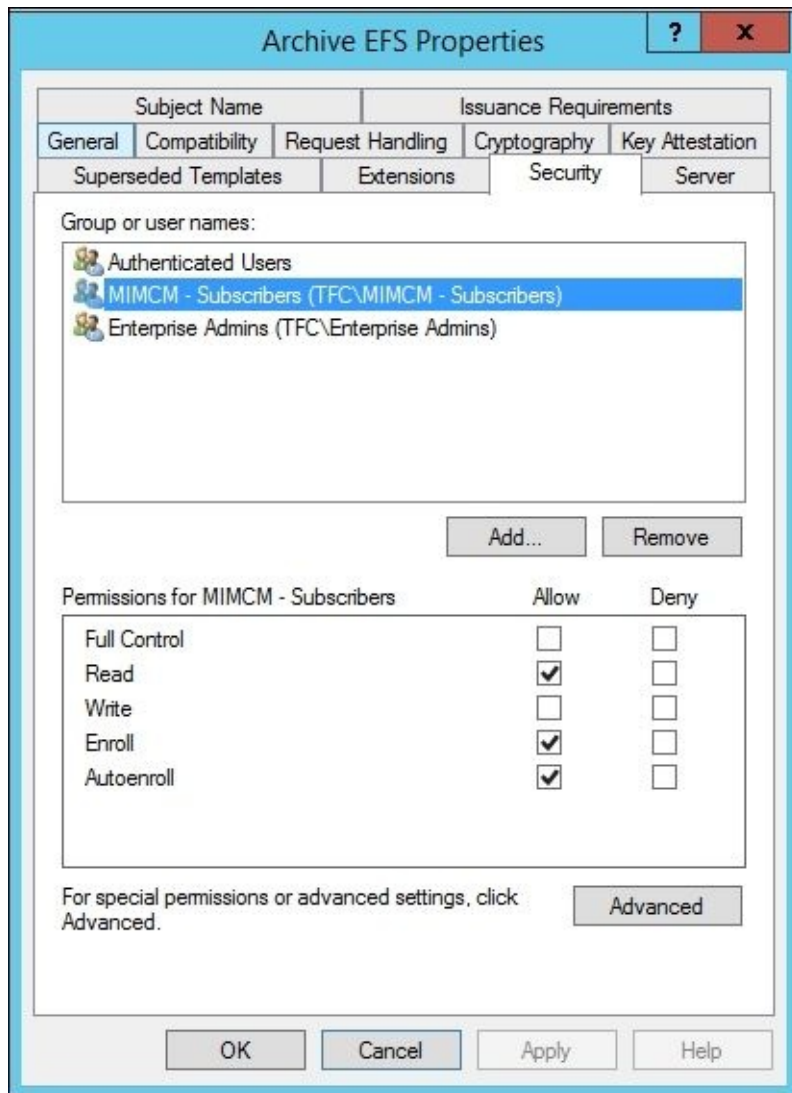 Archive EFS Properties
?
x
Subject Name
Issuance Requirements
General
Compatibility
Request Handling
Cryptography
Key Attestation
Superseded Templates
Extensions
Security
Server
Group or user names:
Authenticated Users
MIMCM - Subscribers (TFC\MIMCM - Subscribers)
Enterprise Admins (TFC\Enterprise Admins)
Add...
Remove
Permissions for MIMCM - Subscribers
Allow
Deny
Full Control
Read
Write
Enroll
Autoenroll
For special permissions or advanced settings, click
Advanced.
Advanced
OK
Cancel
Apply
Help